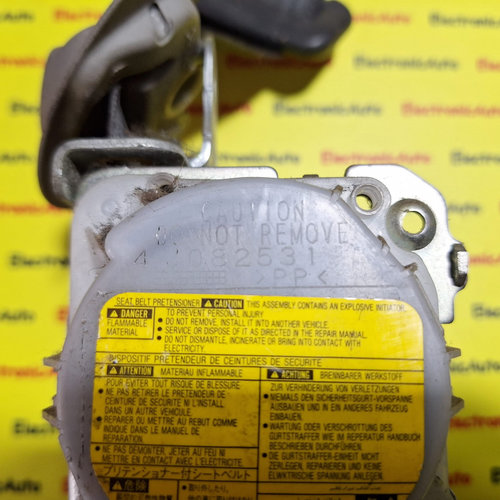 ElectronicAuto
CAUTION
DO NOT REMOVE
>PP<
SEAT BELT PRETENSIONER CAUTION THIS ASSEMBLY CONTAINS AN EXPLOSIVE INITIATOR.
DANGER
FLAMMABLE
MATERIAL
TO PREVENT PERSONAL INJURY
• DO NOT REMOVE, INSTALL IT INTO ANOTHER VEHICLE.
• SERVICE OR DISPOSE OF IT AS DIRECTED IN THE REPAIR MANUAL
• DO NOT DISMANTLE, INCINERATE OR BRING INTO CONTACT WITH
ELECTRICITY.
DISPOSITIF PRETENDEUR DE CEINTURES DE SECURITE
ATTENTION MATERIAU INFLAMMABLE
POUR EVITER TOUT RISQUE DE BLESSURE
• NE PAS RETIRER LE PRETENDEUR DE
CEINTURE DE SECURITE NI L'INSTALL
DANS UN AUTRE VEHICULE.
• REPARER OU METTRE AU REBUT COMME
INDIQUE DANS LE MANUEL DE
REPARATION.
• NE PAS DEMONTER, JETER AU FEU NI
METTRE EN CONTACT AVEC L'ELECTRICITE.
プリテンショナー付シートベルト
危険
ACHTUNG BRENNBARER WERKSTOFF
ZUR VERHINDERUNG VON VERLETZUNGEN
• NIEMALS DEN SICHERHEITSGURT-VORSPANNE
AUSBAUEN UND IN EIN ANDERES FAHRZEUG
EINBAUEN.
• WARTUNG ODER VERSCHROTTUNG DES
GURTSTRAFFER WIE IM REPARATUR HANDBUCH
BESCHRIEBEN DURCHFUHREN.
• DIE GURTSTRAFFER-EINHEIT NICHT
ZERLEGEN, REPARIEREN UND KEINE
ELEKTRISCHEN